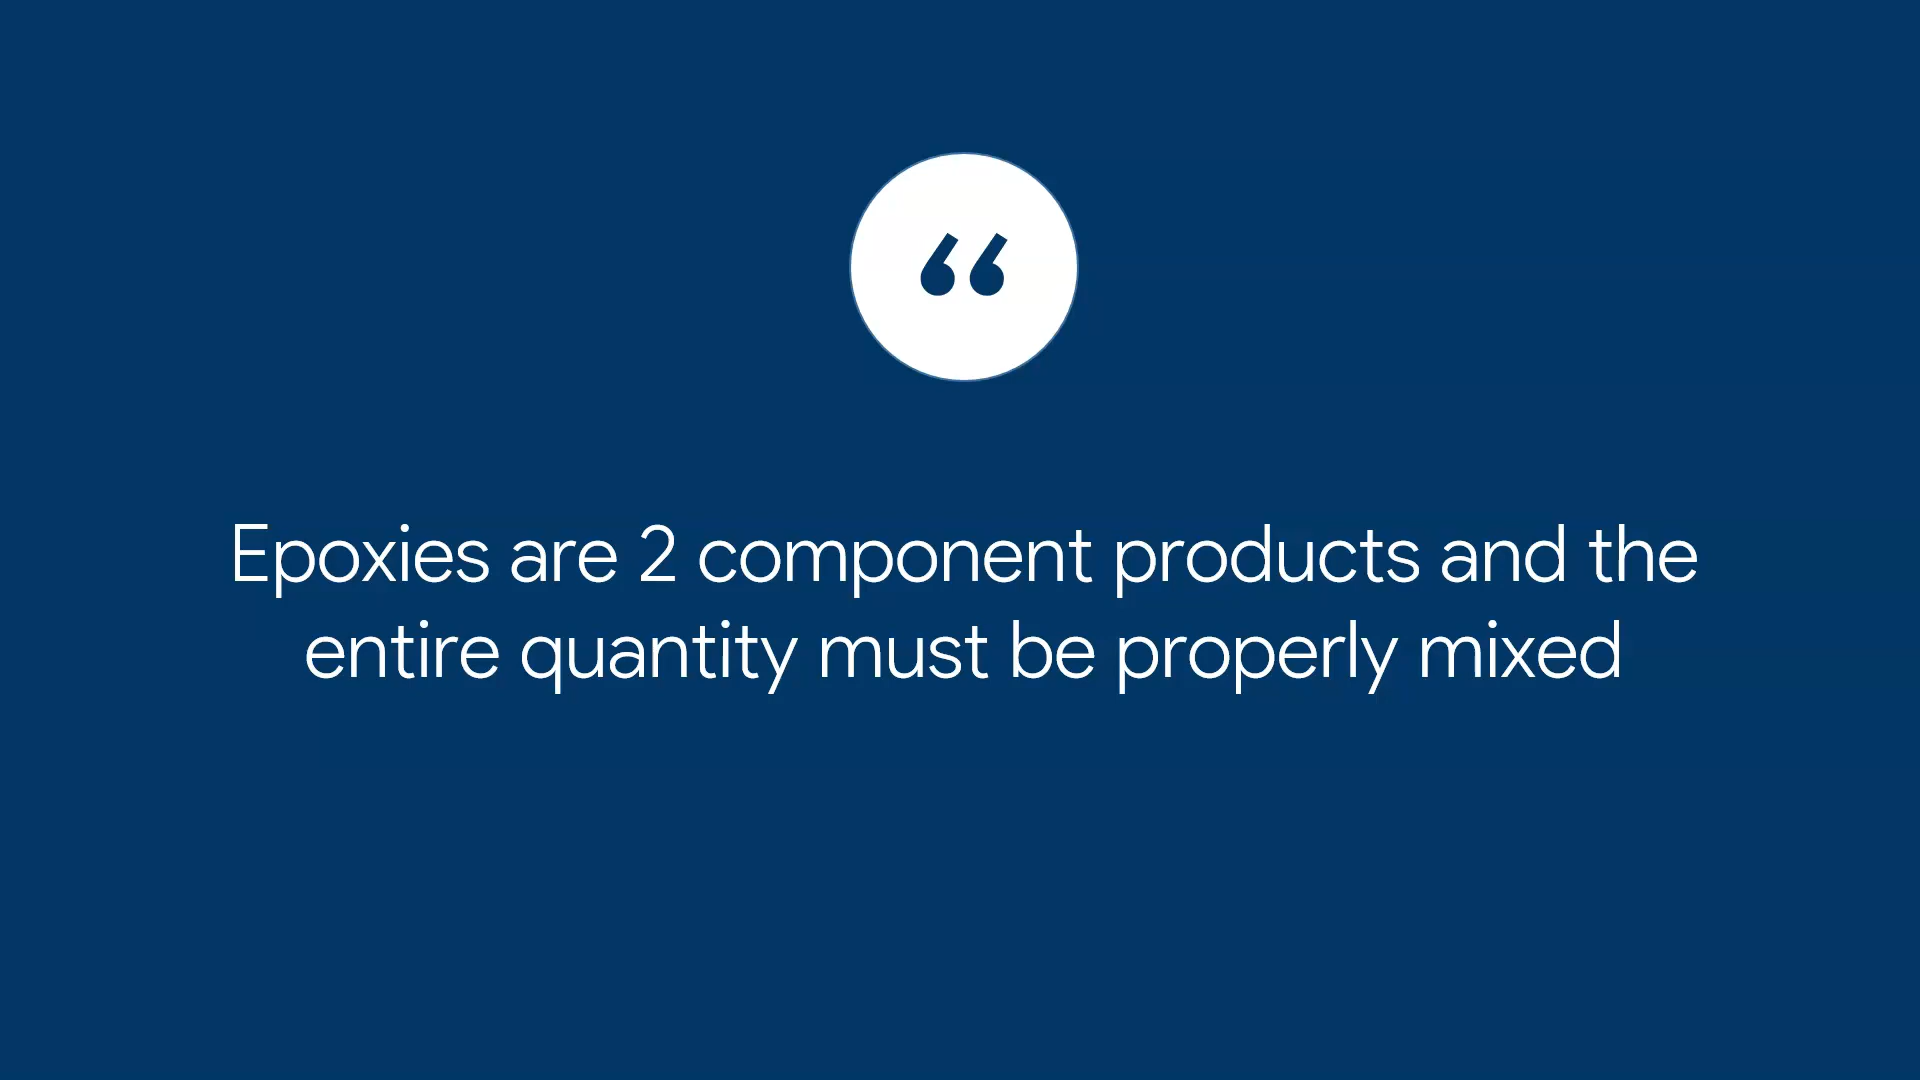 “
Epoxies are 2 component products and the
entire quantity must be properly mixed